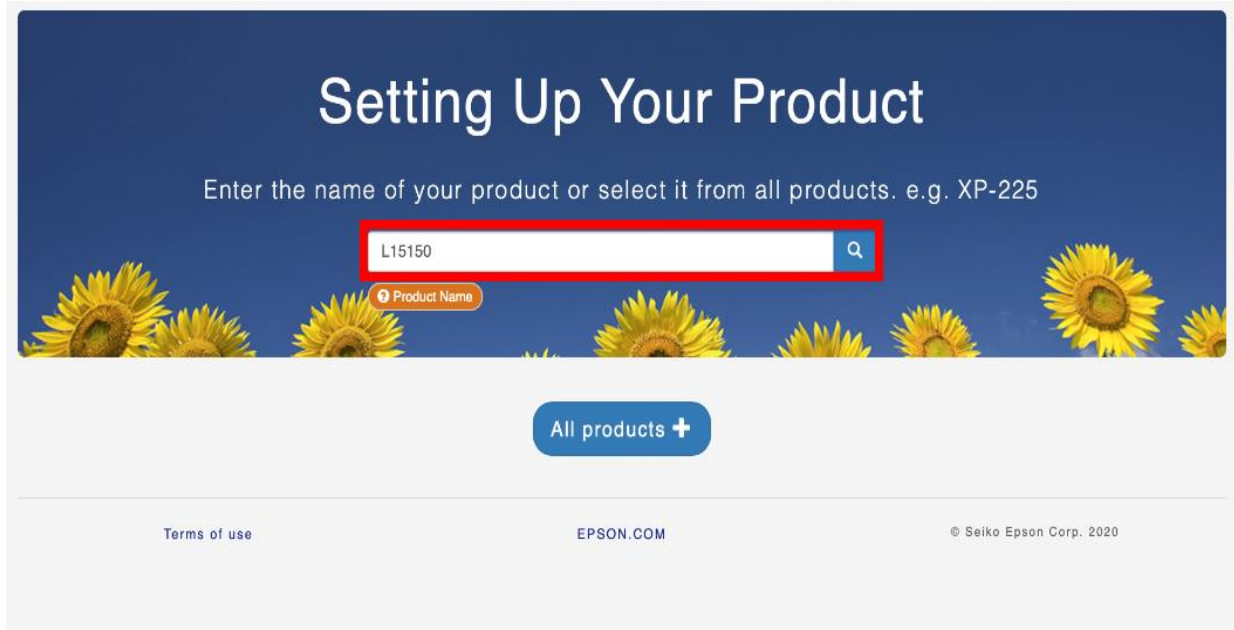 Setting Up Your Product
Enter the name of your product or select it from all products. e.g. XP-225
L15150
Product Name
All products
Terms of use
EPSON.COM
© Seiko Epson Corp. 2020